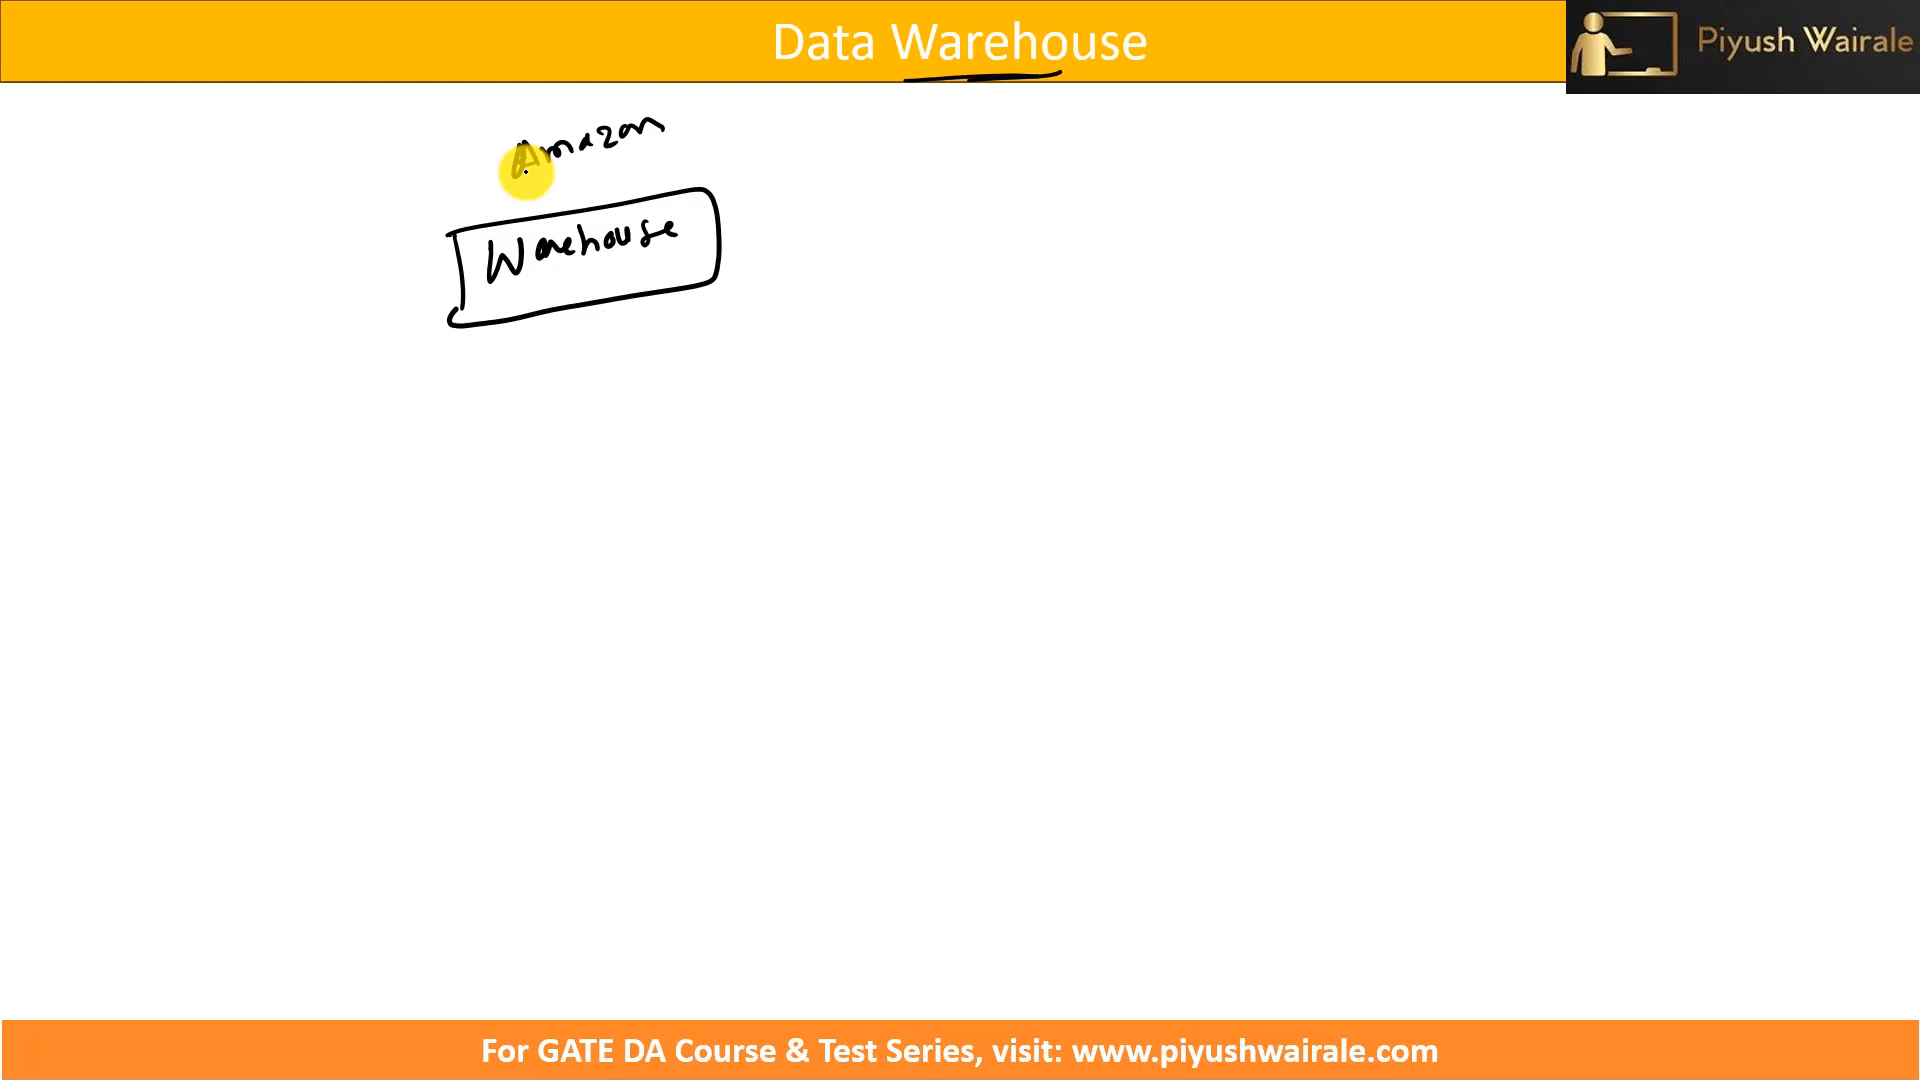 Data Warehouse
Piyush Wairale
Amazon
Warehouse
For GATE DA Course & Test Series, visit: www.piyushwairale.com